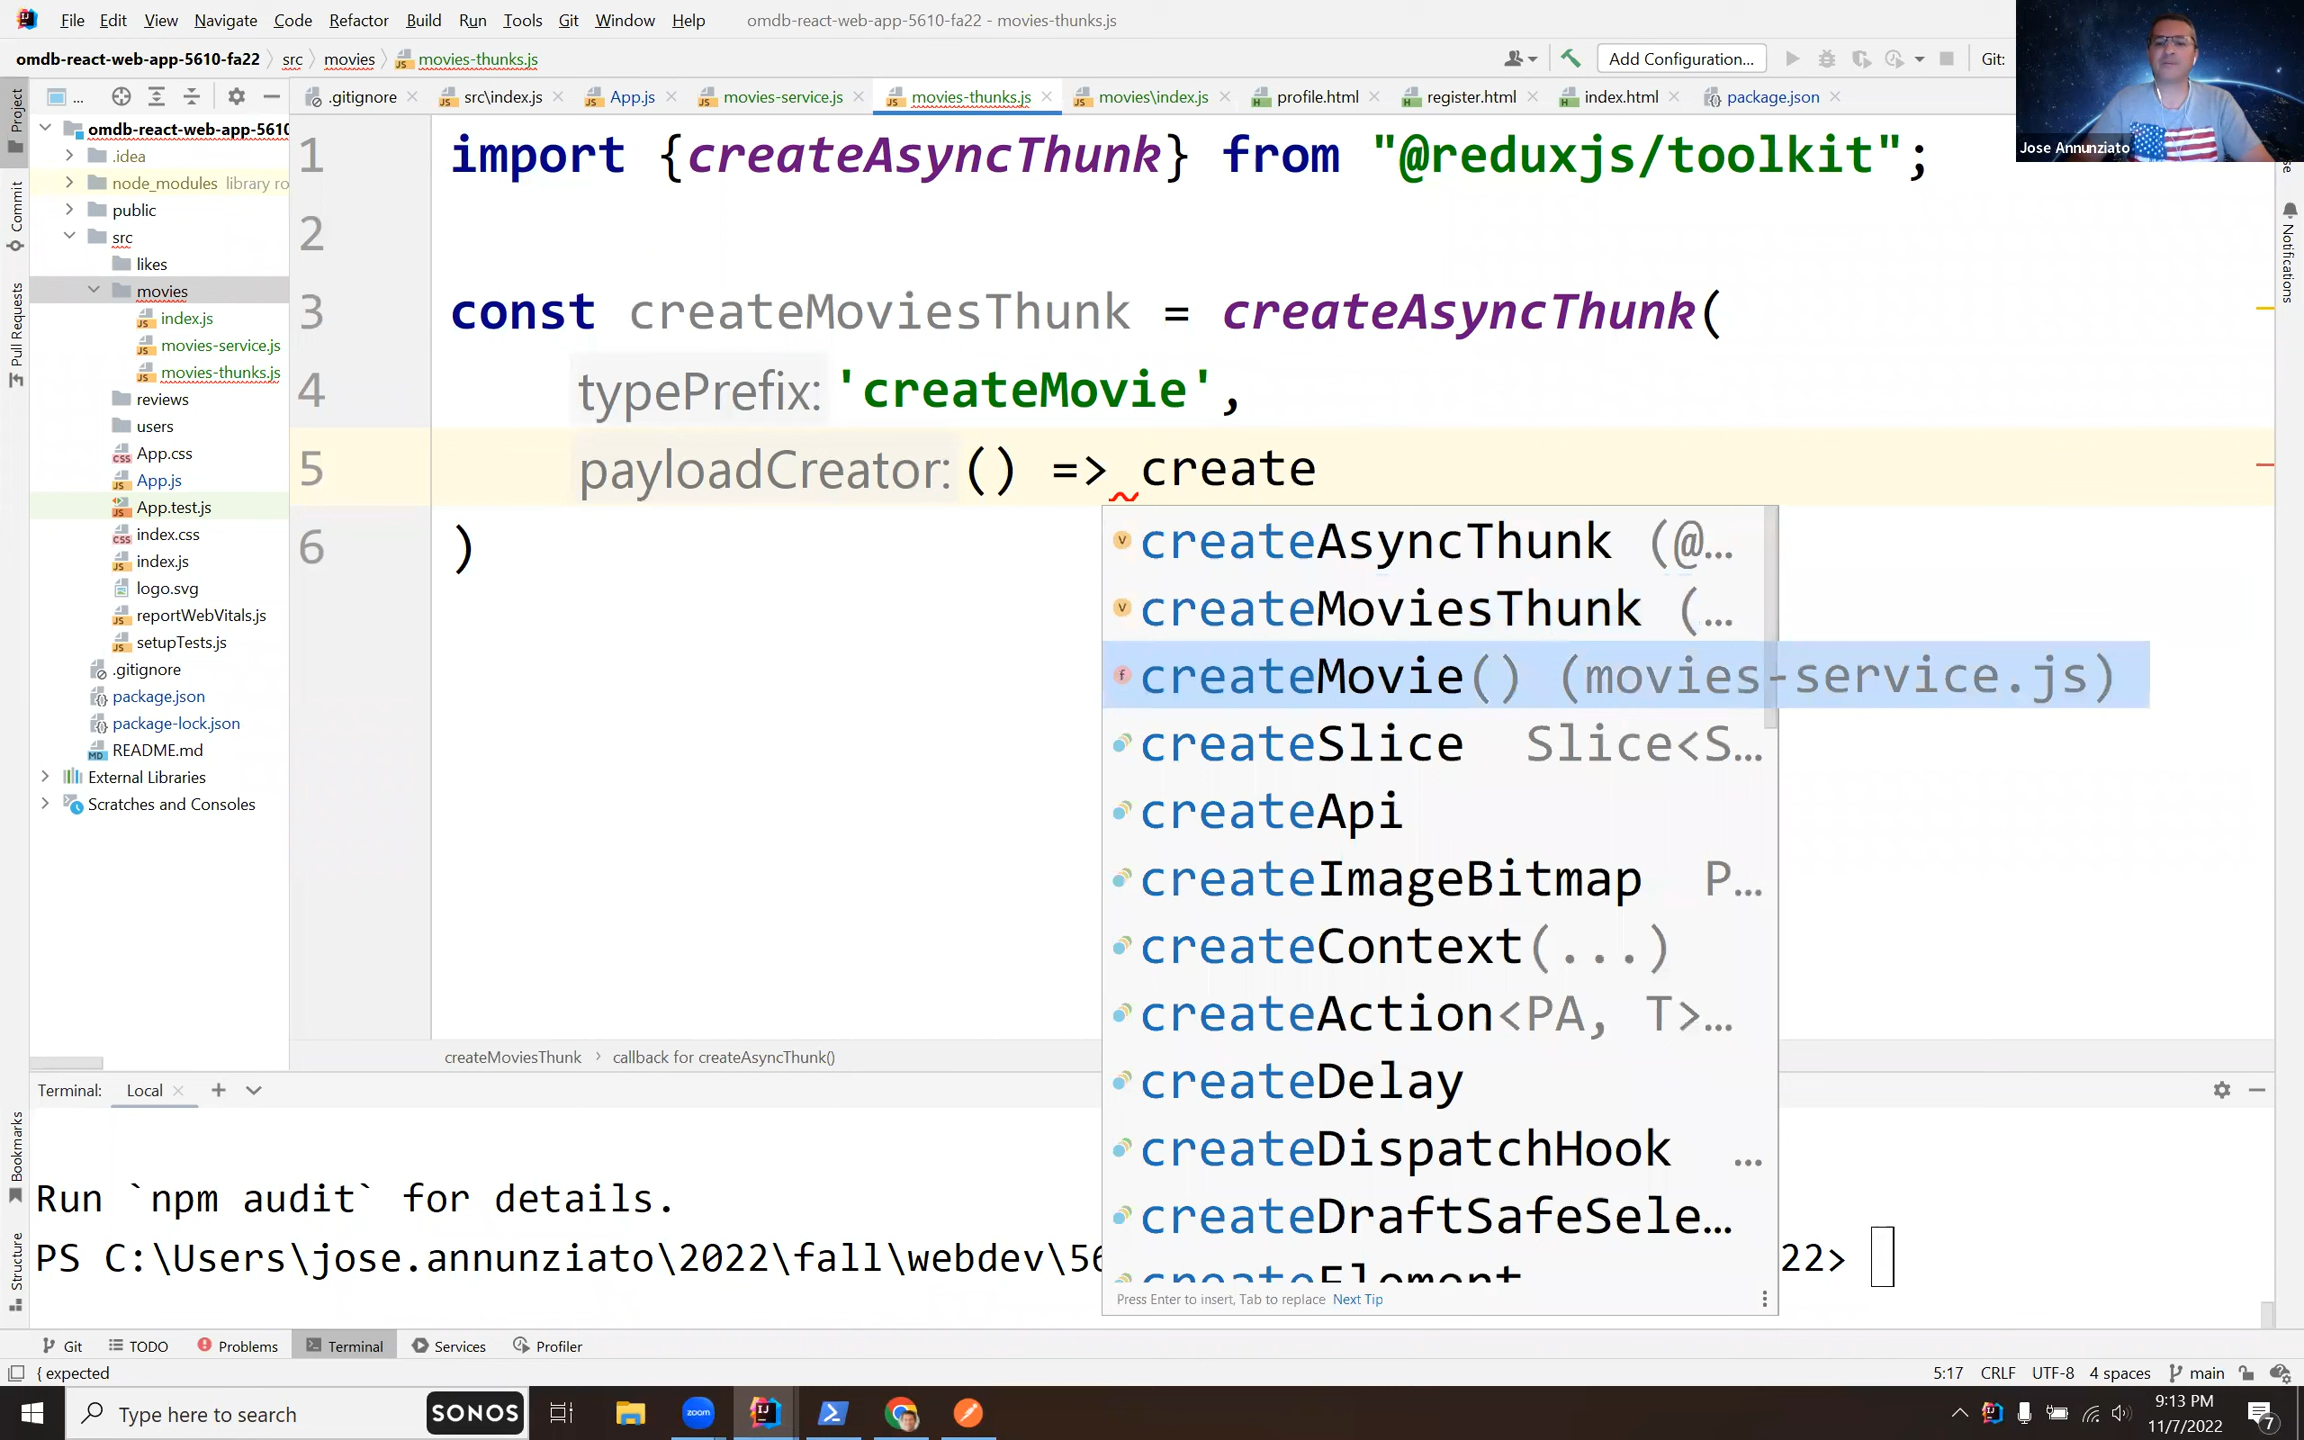 File Edit View Navigate Code Refactor Build Run Tools Git Window Help omdb-react-web-app-5610-fa22 - movies-thunks.js
omdb-react-web-app-5610-fa22 src movies movies-thunks.js Add Configuration... Git:
... .gitignore src\index.js App.js movies-service.js movies-thunks.js movies\index.js profile.html register.html index.html package.json
Jose Annunziato
Project
Commit
Pull Requests
Bookmarks
Structure
Notifications
omdb-react-web-app-5610
.idea
node_modules library ro
public
src
likes
movies
index.js
movies-service.js
movies-thunks.js
reviews
users
App.css
App.js
App.test.js
index.css
index.js
logo.svg
reportWebVitals.js
setupTests.js
.gitignore
package.json
package-lock.json
README.md
External Libraries
Scratches and Consoles
1 import {createAsyncThunk} from "@reduxjs/toolkit";
2
3 const createMoviesThunk = createAsyncThunk(
4 typePrefix: 'createMovie',
5 payloadCreator: () => create
6 )
createAsyncThunk (@...
createMoviesThunk (...
createMovie() (movies-service.js)
createSlice Slice<S...
createApi
createImageBitmap P...
createContext(...)
createAction<PA, T>...
createDelay
createDispatchHook ...
createDraftSafeSele...
createElement
Press Enter to insert, Tab to replace Next Tip
createMoviesThunk callback for createAsyncThunk()
Terminal: Local
Run `npm audit` for details.
PS C:\Users\jose.annunziato\2022\fall\webdev\56 22>
Git TODO Problems Terminal Services Profiler
{ expected 5:17 CRLF UTF-8 4 spaces main
Type here to search SONOS zoom 9:13 PM
11/7/2022 7